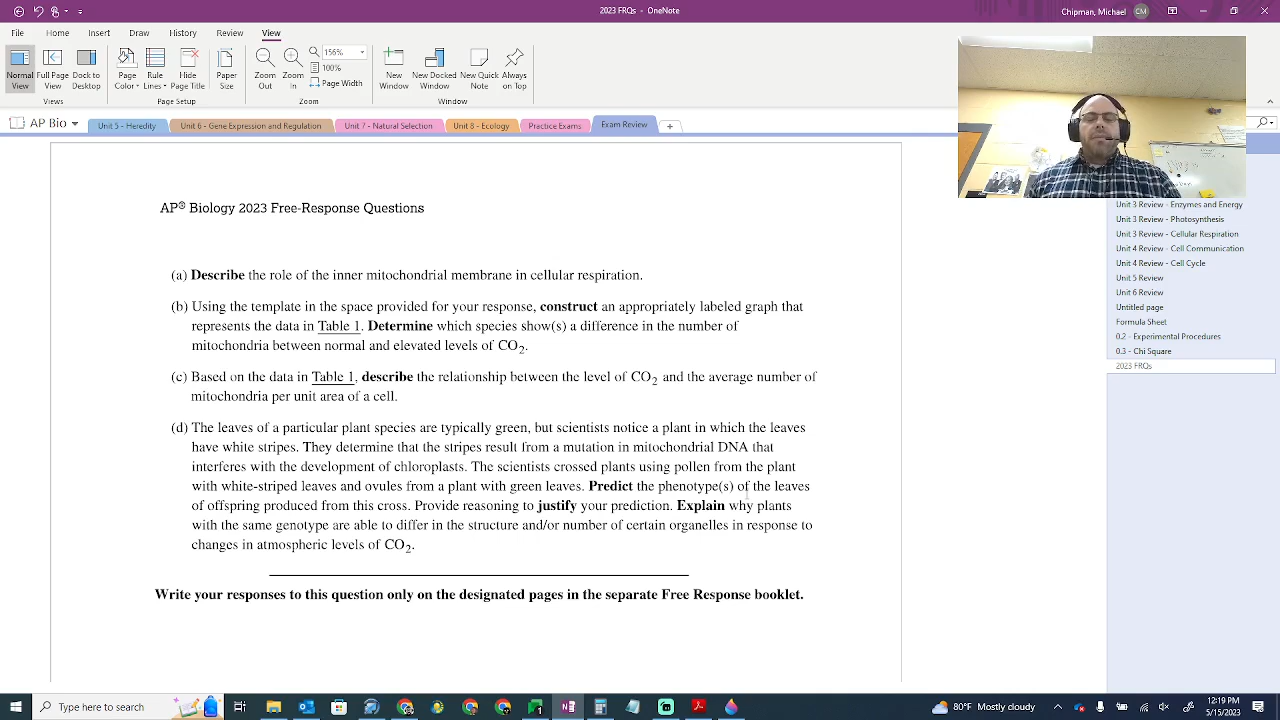 2023 FRQs - OneNote
CM
File Home Insert Draw History Review View
156%
100%
Page Width
Normal View
Full Page View
Dock to Desktop
Page Color
Rule Lines
Hide Page Title
Paper Size
Zoom Out
Zoom In
New Window
New Docked Window
New Quick Note
Always on Top
Views Page Setup Zoom Window
AP Bio
Unit 5 - Heredity
Unit 6 - Gene Expression and Regulation
Unit 7 - Natural Selection
Unit 8 - Ecology
Practice Exams
Exam Review
AP® Biology 2023 Free-Response Questions
(a) Describe the role of the inner mitochondrial membrane in cellular respiration.
(b) Using the template in the space provided for your response, construct an appropriately labeled graph that
represents the data in Table 1. Determine which species show(s) a difference in the number of
mitochondria between normal and elevated levels of CO2.
(c) Based on the data in Table 1, describe the relationship between the level of CO2 and the average number of
mitochondria per unit area of a cell.
(d) The leaves of a particular plant species are typically green, but scientists notice a plant in which the leaves
have white stripes. They determine that the stripes result from a mutation in mitochondrial DNA that
interferes with the development of chloroplasts. The scientists crossed plants using pollen from the plant
with white-striped leaves and ovules from a plant with green leaves. Predict the phenotype(s) of the leaves
of offspring produced from this cross. Provide reasoning to justify your prediction. Explain why plants
with the same genotype are able to differ in the structure and/or number of certain organelles in response to
changes in atmospheric levels of CO2.
Write your responses to this question only on the designated pages in the separate Free Response booklet.
Unit 3 Review - Enzymes and Energy
Unit 3 Review - Photosynthesis
Unit 3 Review - Cellular Respiration
Unit 4 Review - Cell Communication
Unit 4 Review - Cell Cycle
Unit 5 Review
Unit 6 Review
Untitled page
Formula Sheet
0.2 - Experimental Procedures
0.3 - Chi Square
2023 FRQs
Type here to search
80°F Mostly cloudy
12:19 PM
5/15/2023